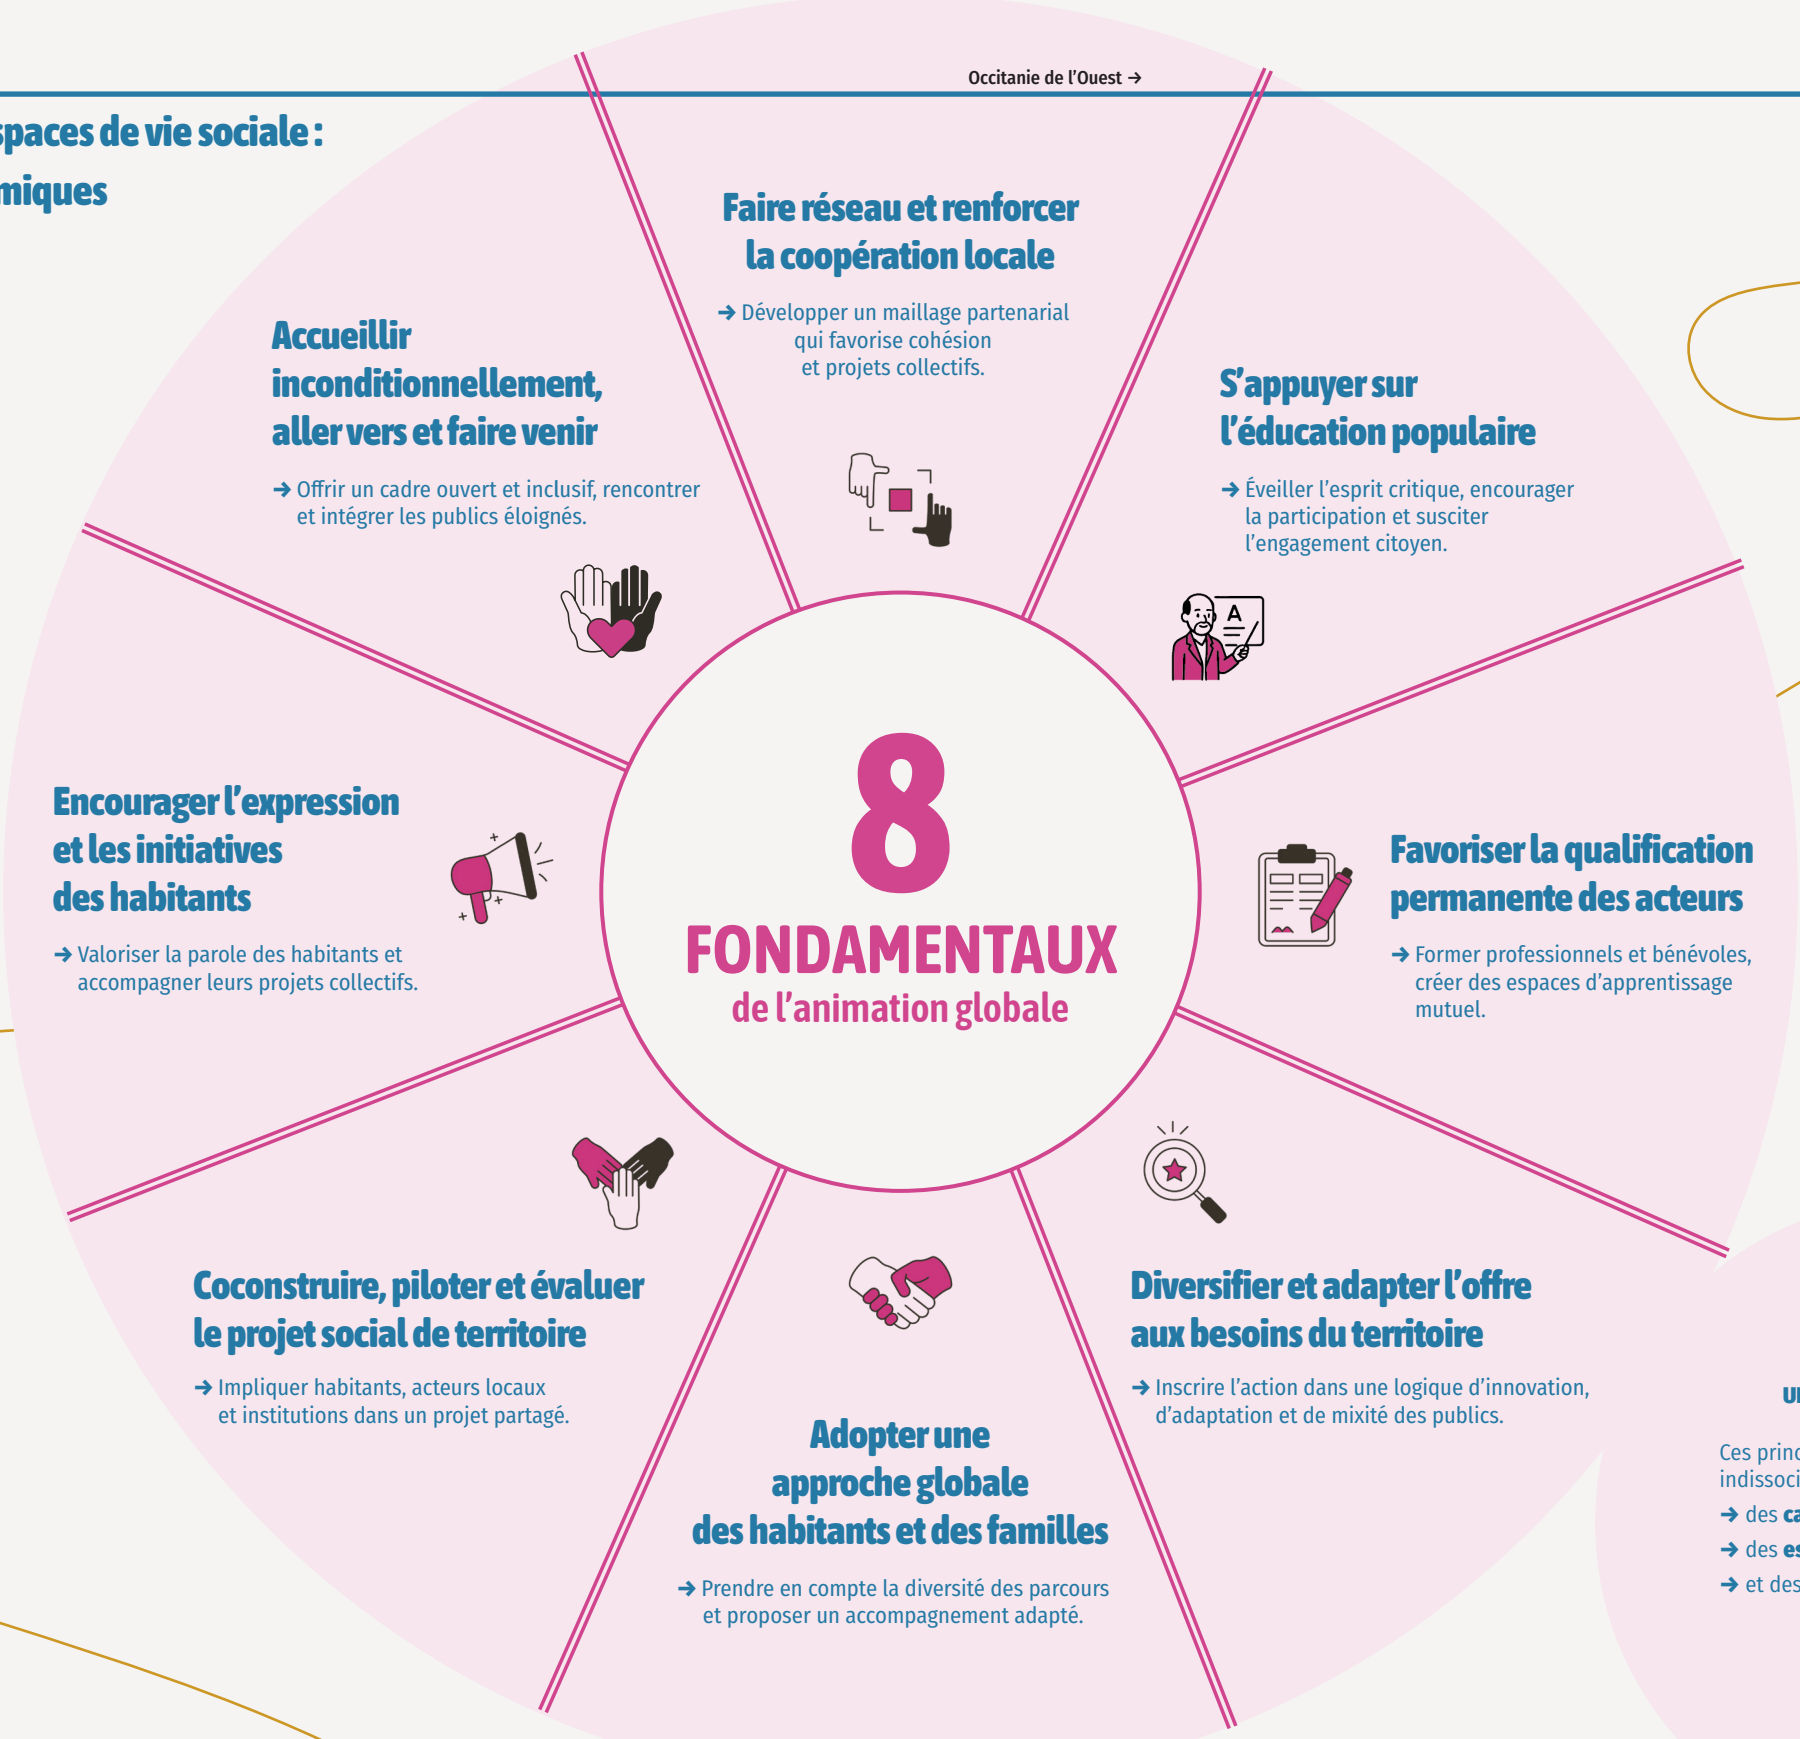 Occitanie de l’Ouest →
de vie sociale :
Faire réseau et renforcer
la coopération locale
→ Développer un maillage partenarial
qui favorise cohésion
et projets collectifs.
Accueillir
inconditionnellement,
aller vers et faire venir
→ Offrir un cadre ouvert et inclusif, rencontrer
et intégrer les publics éloignés.
S’appuyer sur
l’éducation populaire
→ Éveiller l’esprit critique, encourager
la participation et susciter
l’engagement citoyen.
A
Encourager l’expression
et les initiatives
des habitants
→ Valoriser la parole des habitants et
accompagner leurs projets collectifs.
8
FONDAMENTAUX
de l’animation globale
Favoriser la qualification
permanente des acteurs
→ Former professionnels et bénévoles,
créer des espaces d’apprentissage
mutuel.
Coconstruire, piloter et évaluer
le projet social de territoire
→ Impliquer habitants, acteurs locaux
et institutions dans un projet partagé.
Adopter une
approche globale
des habitants et des familles
→ Prendre en compte la diversité des parcours
et proposer un accompagnement adapté.
Diversifier et adapter l’offre
aux besoins du territoire
→ Inscrire l’action dans une logique d’innovation,
d’adaptation et de mixité des publics.
Ces
→ des
→ des
→ et des